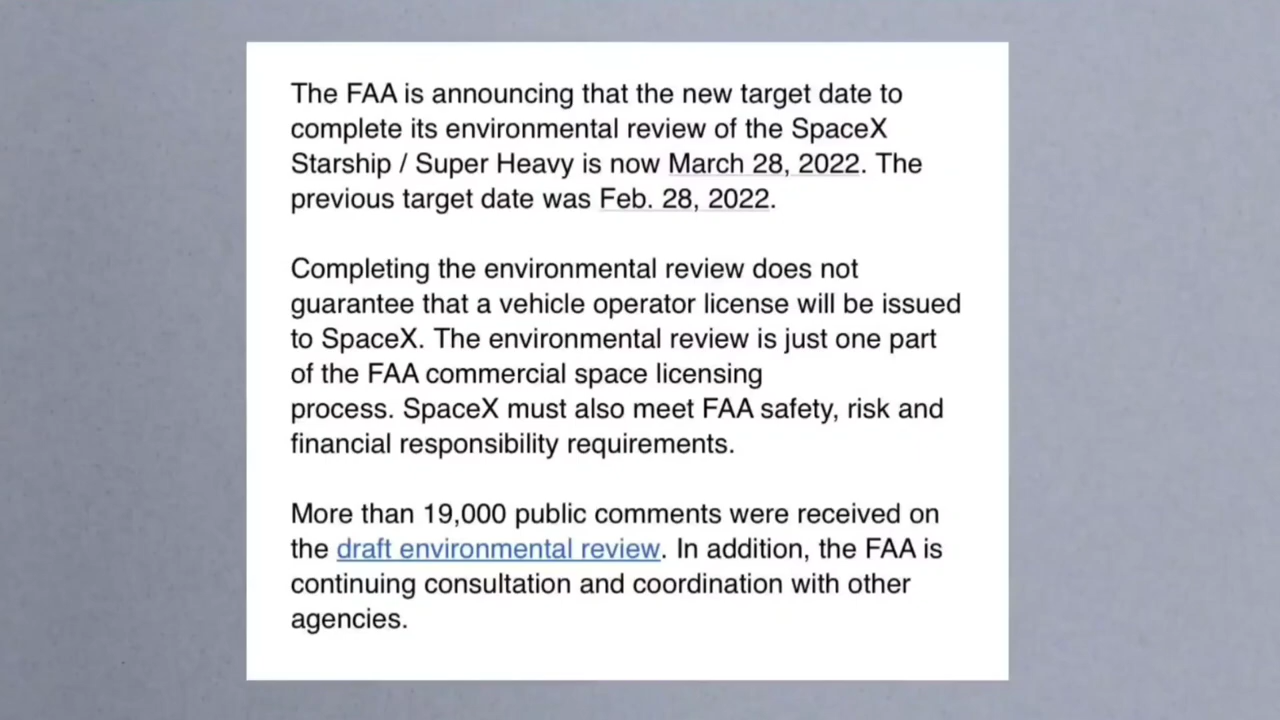 The FAA is announcing that the new target date to
complete its environmental review of the SpaceX
Starship / Super Heavy is now March 28, 2022. The
previous target date was Feb. 28, 2022.
Completing the environmental review does not
guarantee that a vehicle operator license will be issued
to SpaceX. The environmental review is just one part
of the FAA commercial space licensing
process. SpaceX must also meet FAA safety, risk and
financial responsibility requirements.
More than 19,000 public comments were received on
the draft environmental review. In addition, the FAA is
continuing consultation and coordination with other
agencies.